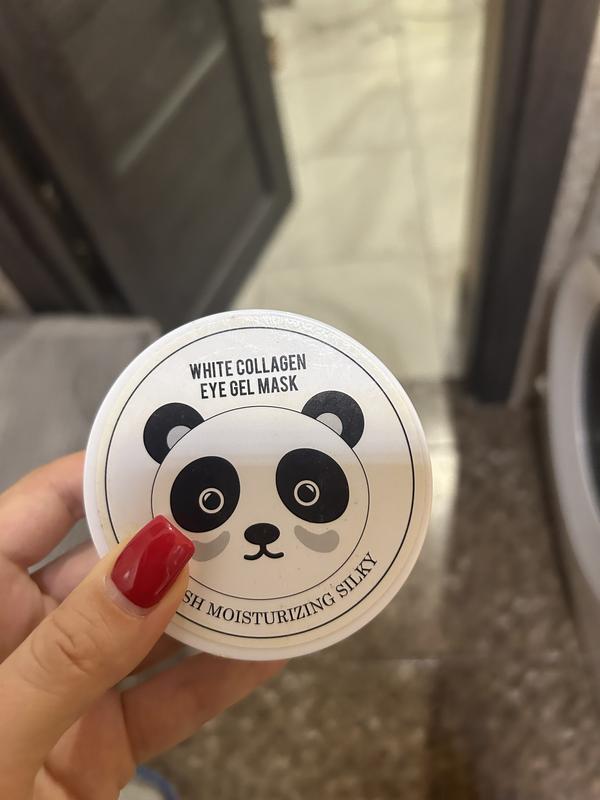 WHITE COLLAGEN
EYE GEL MASK
MOISTURIZING SILKY